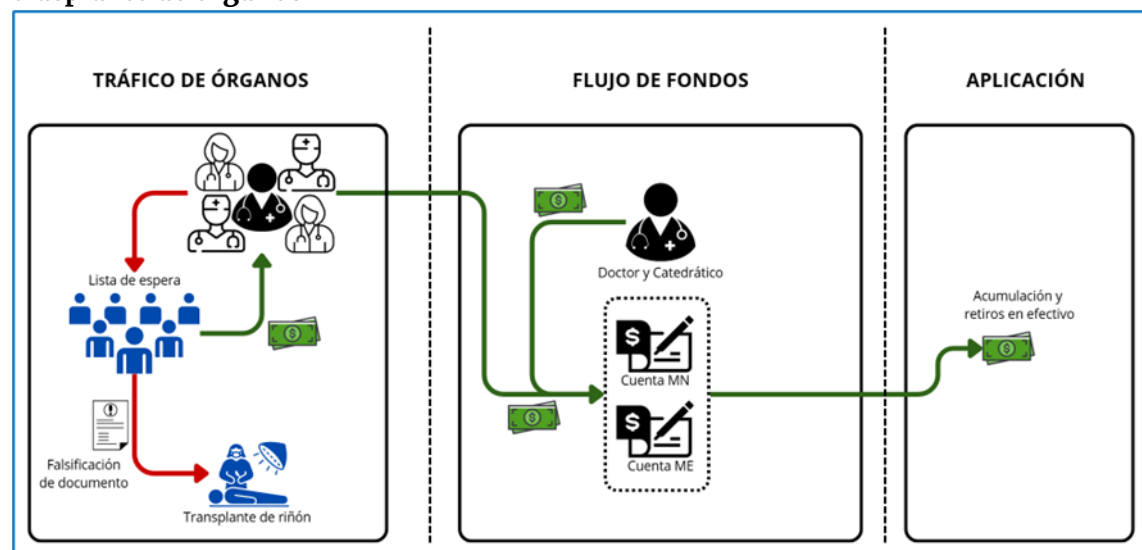 TRÁFICO DE ÓRGANOS
FLUJO DE FONDOS
APLICACIÓN
Lista de espera
Falsificación
de documento
Transplante de riñón
Doctor y Catedrático
Cuenta MN
Cuenta ME
Acumulación y
retiros en efectivo